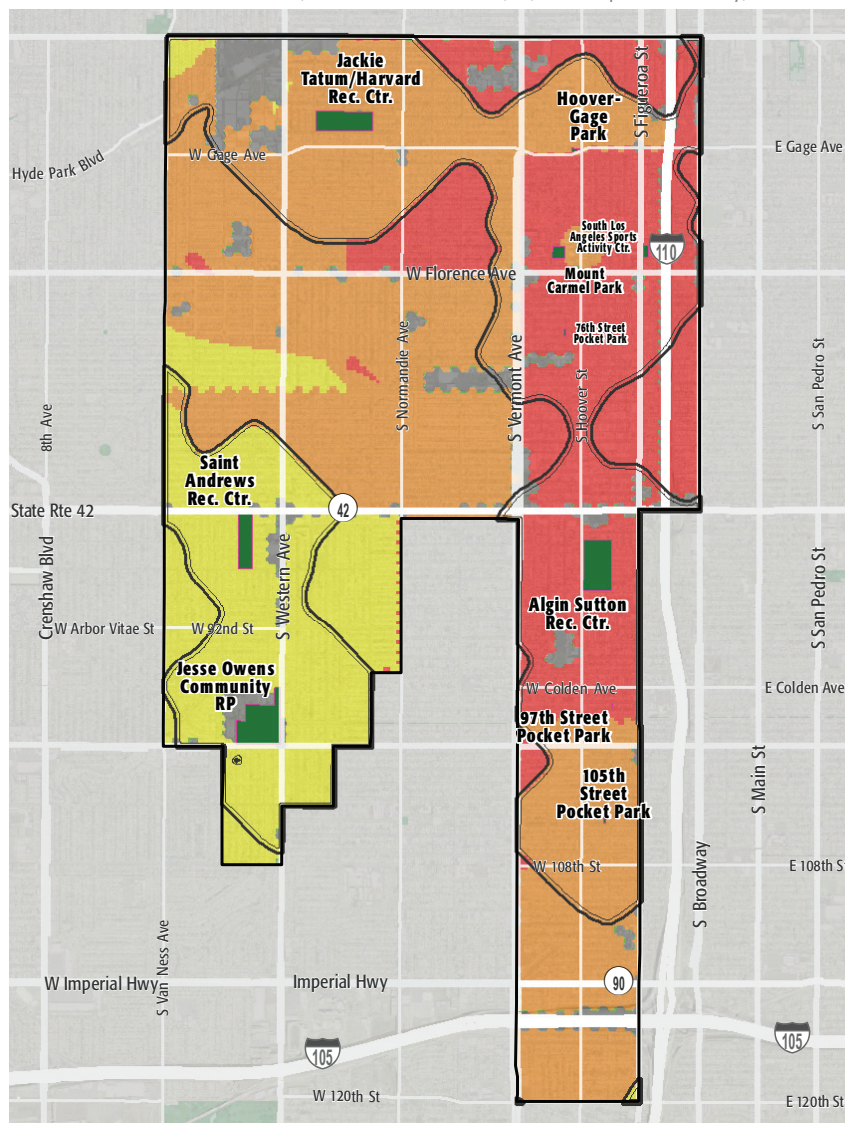 Jackie
Tatum/Harvard
Rec. Ctr.
Hoover-
Gage
Park
S Figueroa St
E Gage Ave
W Gage Ave
Hyde Park Blvd
South Los
Angeles Sports
Activity Ctr.
110
W Florence Ave
Mount
Carmel Park
76th Street
Pocket Park
S Normandie Ave
S Vermont Ave
S Hoover St
S San Pedro St
8th Ave
Saint
Andrews
Rec. Ctr.
State Rte 42
42
Crenshaw Blvd
S Western Ave
S San Pedro St
Algin Sutton
Rec. Ctr.
W Arbor Vitae St
W 92nd St
Jesse Owens
Community
RP
W Colden Ave
E Colden Ave
97th Street
Pocket Park
105th
Street
Pocket Park
S Main St
W 108th St
E 108th S
S Broadway
S Van Ness Ave
W Imperial Hwy
Imperial Hwy
90
105
105
W 120th St
E 120th St